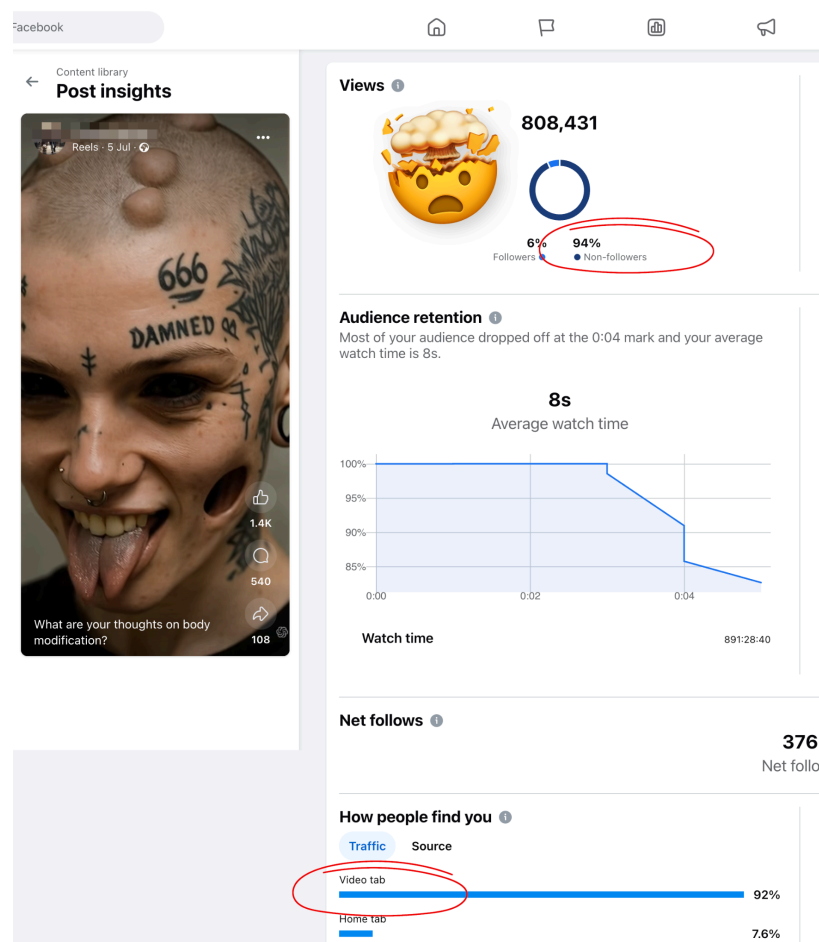 Facebook
Content library
Post insights
Reels · 5 Jul ·
666
DAMNED
1.4K
540
108
What are your thoughts on body
modification?
Views
808,431
6% 94%
Followers Non-followers
Audience retention
Most of your audience dropped off at the 0:04 mark and your average
watch time is 8s.
8s
Average watch time
100%
95%
90%
85%
0:00 0:02 0:04
Watch time 891:28:40
Net follows
376
Net follo
How people find you
Traffic Source
Video tab
92%
Home tab
7.6%